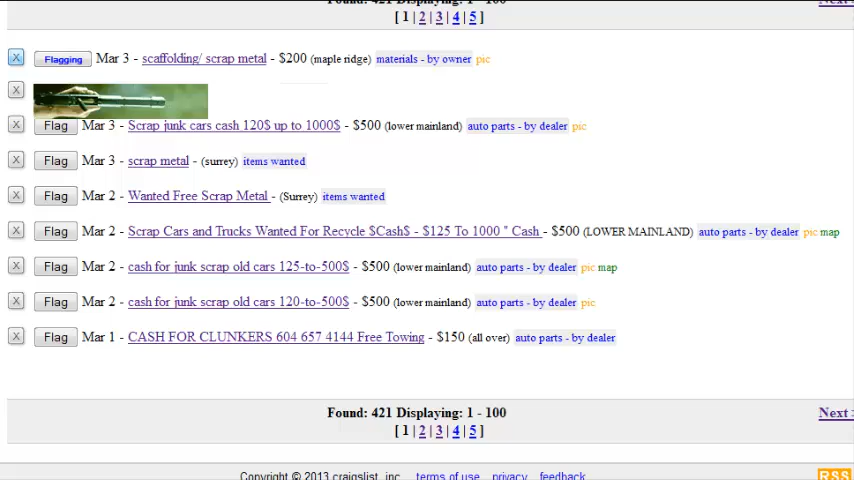 Found: 421 Displaying: 1 - 100
Next >
[ 1 | 2 | 3 | 4 | 5 ]
X Flagging Mar 3 - scaffolding/ scrap metal - $200 (maple ridge) materials - by owner pic
X
X Flag Mar 3 - Scrap junk cars cash 120$ up to 1000$ - $500 (lower mainland) auto parts - by dealer pic
X Flag Mar 3 - scrap metal - (surrey) items wanted
X Flag Mar 2 - Wanted Free Scrap Metal - (Surrey) items wanted
X Flag Mar 2 - Scrap Cars and Trucks Wanted For Recycle $Cash$ - $125 To 1000 " Cash - $500 (LOWER MAINLAND) auto parts - by dealer pic map
X Flag Mar 2 - cash for junk scrap old cars 125-to-500$ - $500 (lower mainland) auto parts - by dealer pic map
X Flag Mar 2 - cash for junk scrap old cars 120-to-500$ - $500 (lower mainland) auto parts - by dealer pic
X Flag Mar 1 - CASH FOR CLUNKERS 604 657 4144 Free Towing - $150 (all over) auto parts - by dealer
Found: 421 Displaying: 1 - 100
Next
[ 1 | 2 | 3 | 4 | 5 ]
Copyright © 2013 craigslist, inc. terms of use privacy feedback
RSS